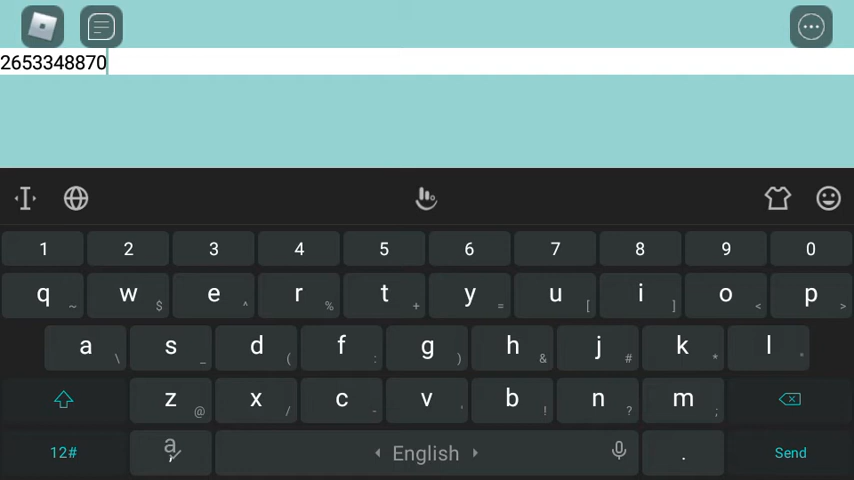 2653348870
1 2 3 4 5 6 7 8 9 0
q ~ w $ e ^ r % t + y = u [ i ] o < p >
a \ s _ d ( f : g ) h & j # k * l "
z @ x / c - v ' b ! n ? m ;
12# a , English . Send